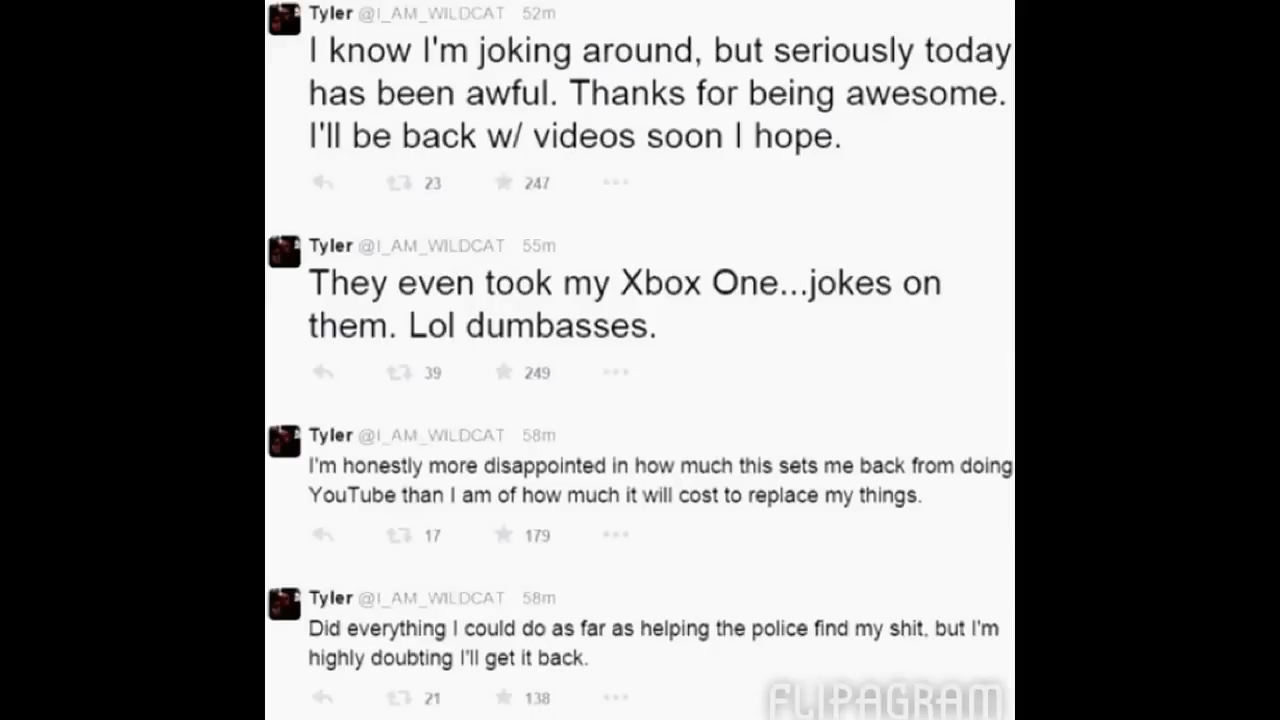 Tyler @I_AM_WILDCAT 52m
I know I'm joking around, but seriously today
has been awful. Thanks for being awesome.
I'll be back w/ videos soon I hope.
23 247
Tyler @I_AM_WILDCAT 55m
They even took my Xbox One...jokes on
them. Lol dumbasses.
39 249
Tyler @I_AM_WILDCAT 58m
I'm honestly more disappointed in how much this sets me back from doing
YouTube than I am of how much it will cost to replace my things.
17 179
Tyler @I_AM_WILDCAT 58m
Did everything I could do as far as helping the police find my shit, but I'm
highly doubting I'll get it back.
21 138
FLIPAGRAM